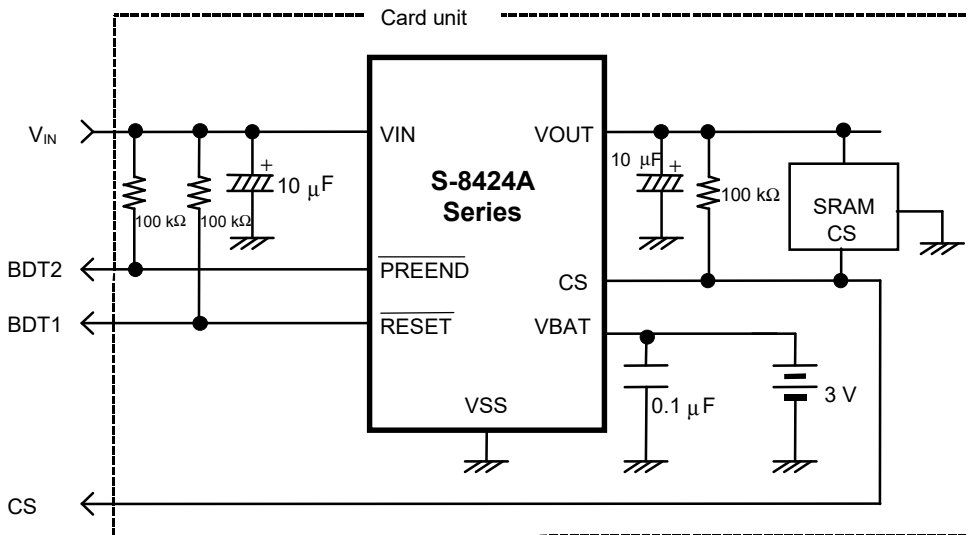 Card unit
V_IN
VIN
VOUT
S-8424A
Series
100 kΩ
100 kΩ
+
10 μF
10 μF
+
100 kΩ
SRAM
CS
BDT2
PREEND
CS
BDT1
RESET
VBAT
VSS
0.1 μF
3 V
CS